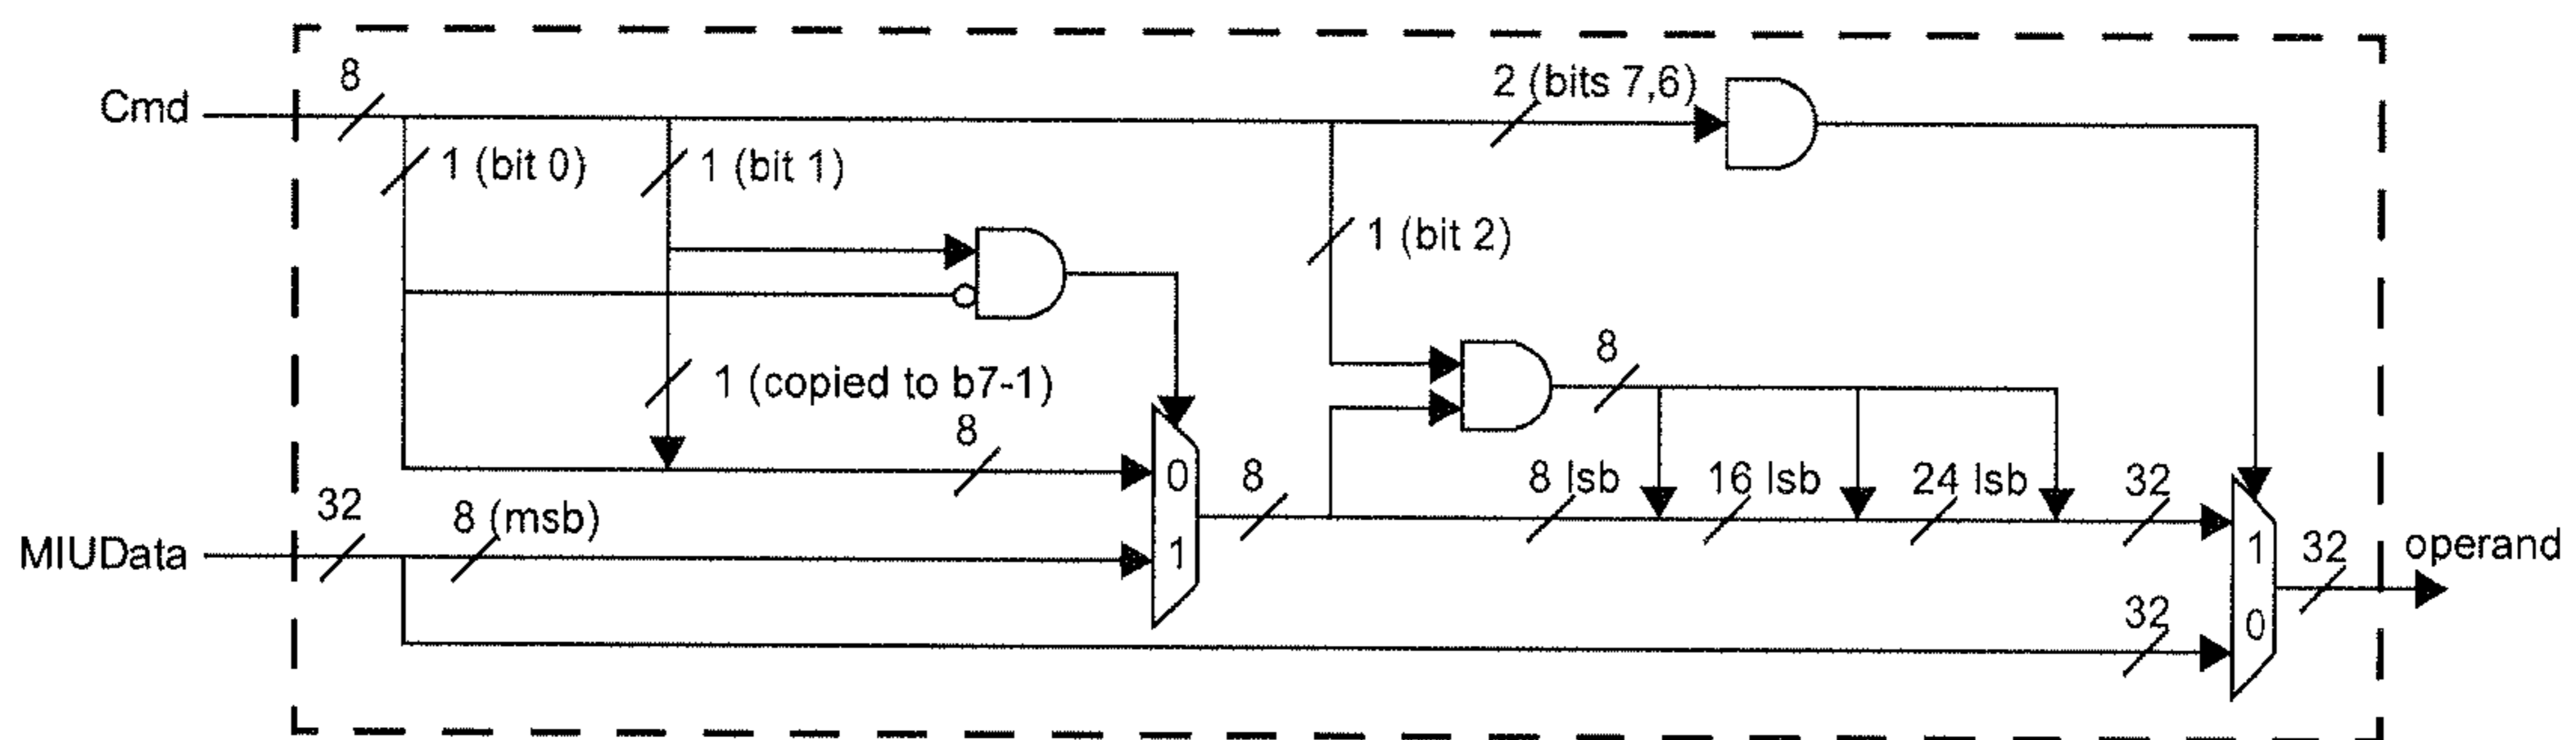 8
2 (bits 7,6)
Cmd
1 (bit 0)
1 (bit 1)
1 (bit 2)
8
1 (copied to b7-1)
8
0
8
8 lsb
16 lsb
24 lsb
32
32
8 (msb)
MIUData
1
1
32
operand
32
0